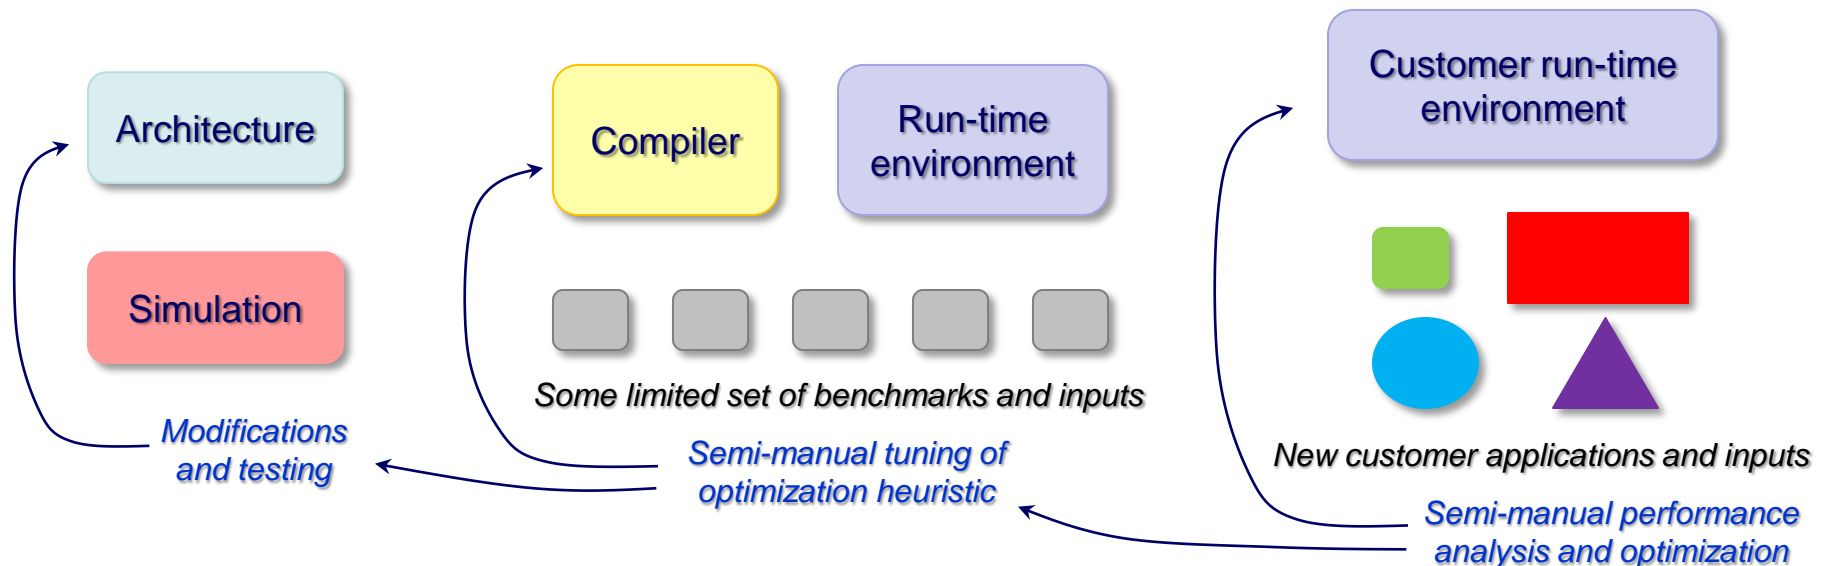 Architecture
Simulation
Modifications
and testing
Compiler
Run-time
environment
Some limited set of benchmarks and inputs
Semi-manual tuning of
optimization heuristic
Customer run-time
environment
New customer applications and inputs
Semi-manual performance
analysis and optimization